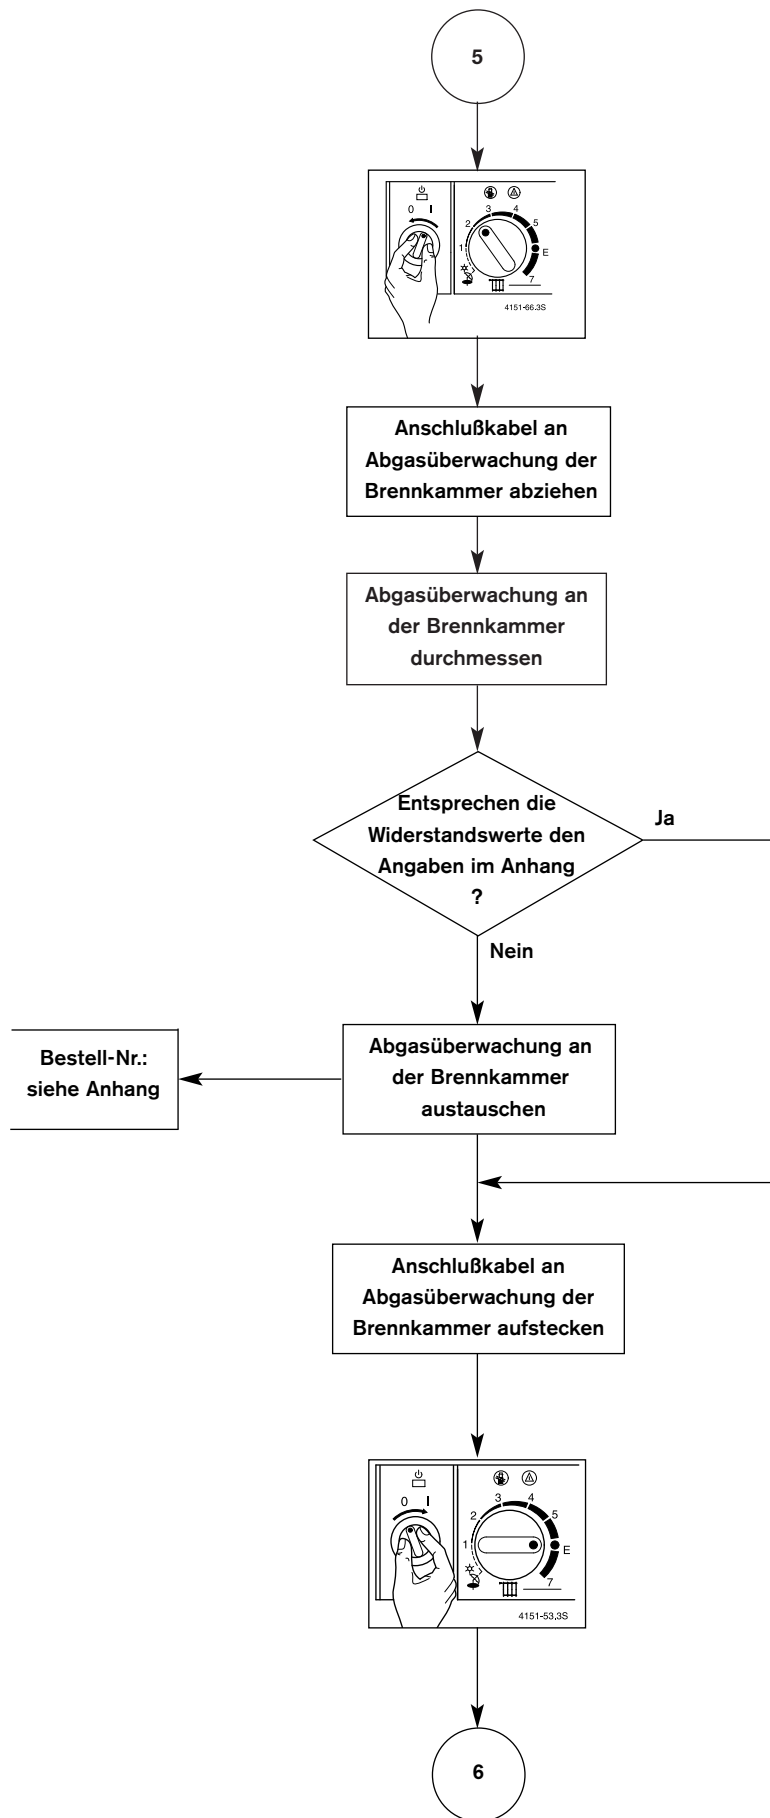 5
0 I
3 4
2 5
1 E
7
4151-66.3S
Anschlußkabel an
Abgasüberwachung der
Brennkammer abziehen
Abgasüberwachung an
der Brennkammer
durchmessen
Entsprechen die
Widerstandswerte den
Angaben im Anhang
?
Ja
Nein
Bestell-Nr.:
siehe Anhang
Abgasüberwachung an
der Brennkammer
austauschen
Anschlußkabel an
Abgasüberwachung der
Brennkammer aufstecken
0 I
3 4
2 5
1 E
7
4151-53,3S
6